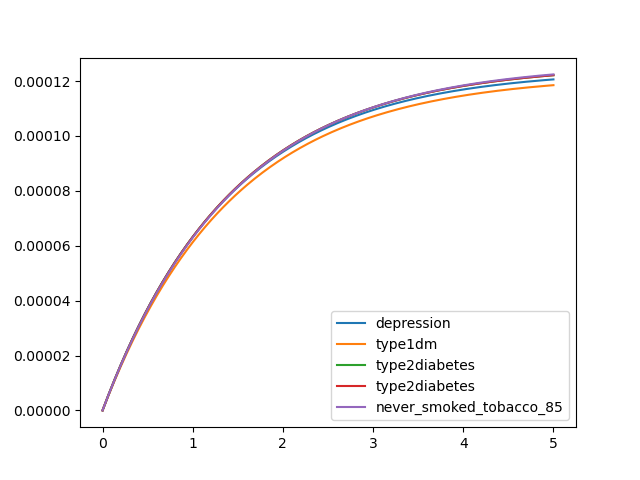 0.00012
0.00010
0.00008
0.00006
0.00004
0.00002
0.00000
depression
type1dm
type2diabetes
type2diabetes
never_smoked_tobacco_85
0 1 2 3 4 5